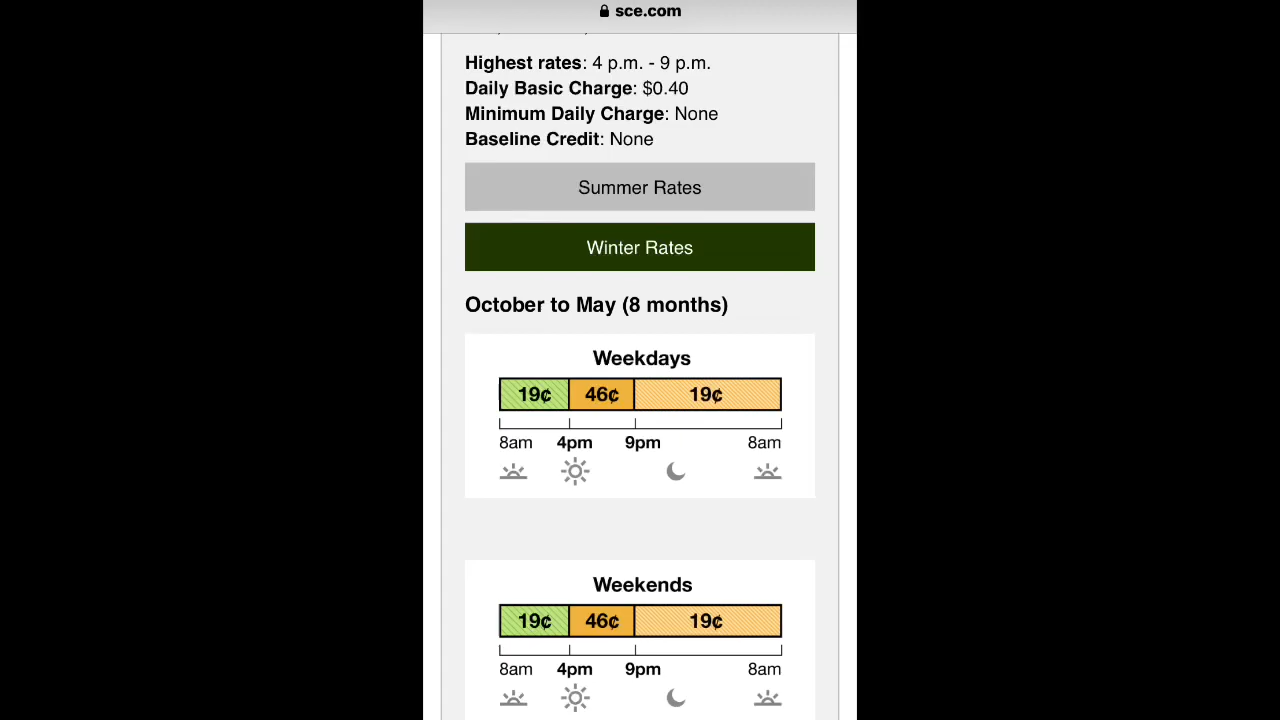 sce.com
Highest rates: 4 p.m. - 9 p.m.
Daily Basic Charge: $0.40
Minimum Daily Charge: None
Baseline Credit: None
Summer Rates
Winter Rates
October to May (8 months)
Weekdays
19¢ 46¢ 19¢
8am 4pm 9pm 8am
Weekends
19¢ 46¢ 19¢
8am 4pm 9pm 8am